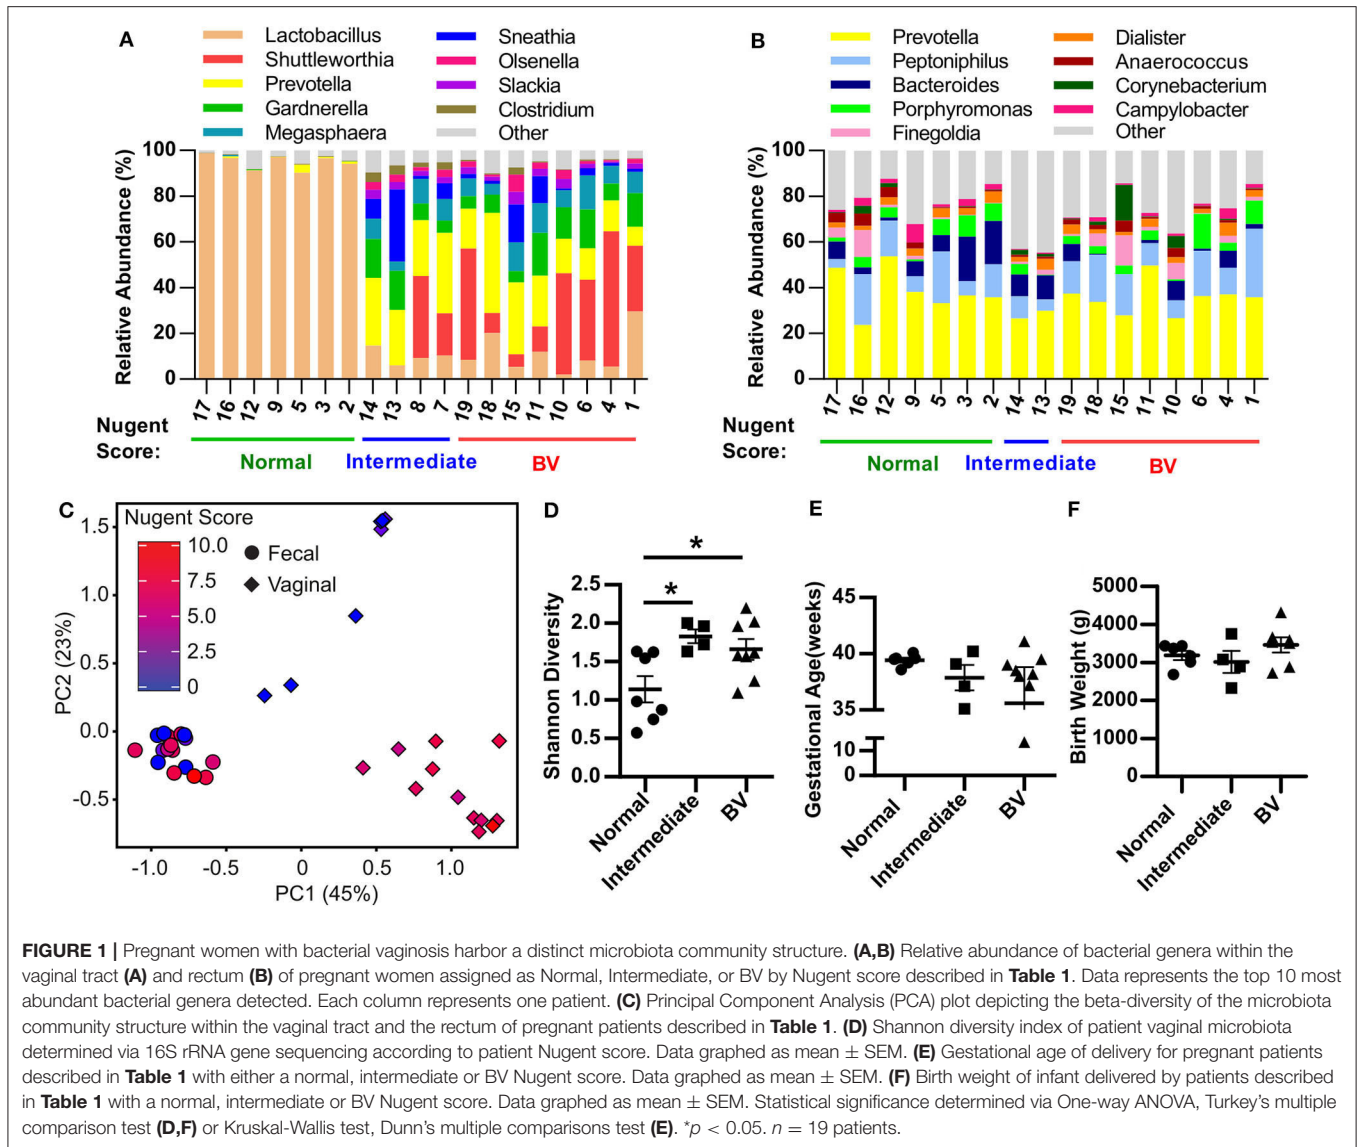 A
Lactobacillus
Shuttleworthia
Prevotella
Gardnerella
Megasphaera
Sneathia
Olsenella
Slackia
Clostridium
Other
Relative Abundance (%)
100
80
60
40
20
0
17 16 12 9 5 3 2 14 13 8 7 19 18 15 11 10 6 4 1
Nugent
Score:
Normal
Intermediate
BV
B
Prevotella
Peptoniphilus
Bacteroides
Porphyromonas
Finegoldia
Dialister
Anaerococcus
Corynebacterium
Campylobacter
Other
Relative Abundance (%)
100
80
60
40
20
0
17 16 12 9 5 3 2 14 13 19 18 15 11 10 6 4 1
Nugent
Score:
Normal
Intermediate
BV
C
Nugent Score
10.0
7.5
5.0
2.5
0
Fecal
Vaginal
PC2 (23%)
1.5
1.0
0.5
0.0
-0.5
-1.0 -0.5 0 0.5 1.0
PC1 (45%)
D
Shannon Diversity
2.5
2.0
1.5
1.0
0.5
0.0
*
*
Normal
Intermediate
BV
E
Gestational Age(weeks)
45
40
35
10
0
Normal
Intermediate
BV
F
Birth Weight (g)
5000
4000
3000
2000
1000
0
Normal
Intermediate
BV
FIGURE 1 | Pregnant women with bacterial vaginosis harbor a distinct microbiota community structure. (A,B) Relative abundance of bacterial genera within the
vaginal tract (A) and rectum (B) of pregnant women assigned as Normal, Intermediate, or BV by Nugent score described in Table 1. Data represents the top 10 most
abundant bacterial genera detected. Each column represents one patient. (C) Principal Component Analysis (PCA) plot depicting the beta-diversity of the microbiota
community structure within the vaginal tract and the rectum of pregnant patients described in Table 1. (D) Shannon diversity index of patient vaginal microbiota
determined via 16S rRNA gene sequencing according to patient Nugent score. Data graphed as mean ± SEM. (E) Gestational age of delivery for pregnant patients
described in Table 1 with either a normal, intermediate or BV Nugent score. Data graphed as mean ± SEM. (F) Birth weight of infant delivered by patients described
in Table 1 with a normal, intermediate or BV Nugent score. Data graphed as mean ± SEM. Statistical significance determined via One-way ANOVA, Turkey's multiple
comparison test (D,F) or Kruskal-Wallis test, Dunn's multiple comparisons test (E). *p < 0.05. n = 19 patients.